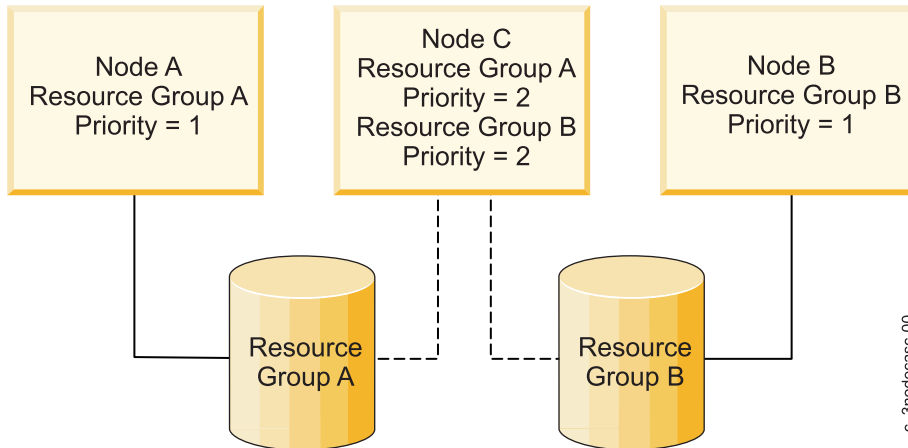 Node A
Resource Group A
Priority = 1
Node C
Resource Group A
Priority = 2
Resource Group B
Priority = 2
Node B
Resource Group B
Priority = 1
Resource
Group A
Resource
Group B